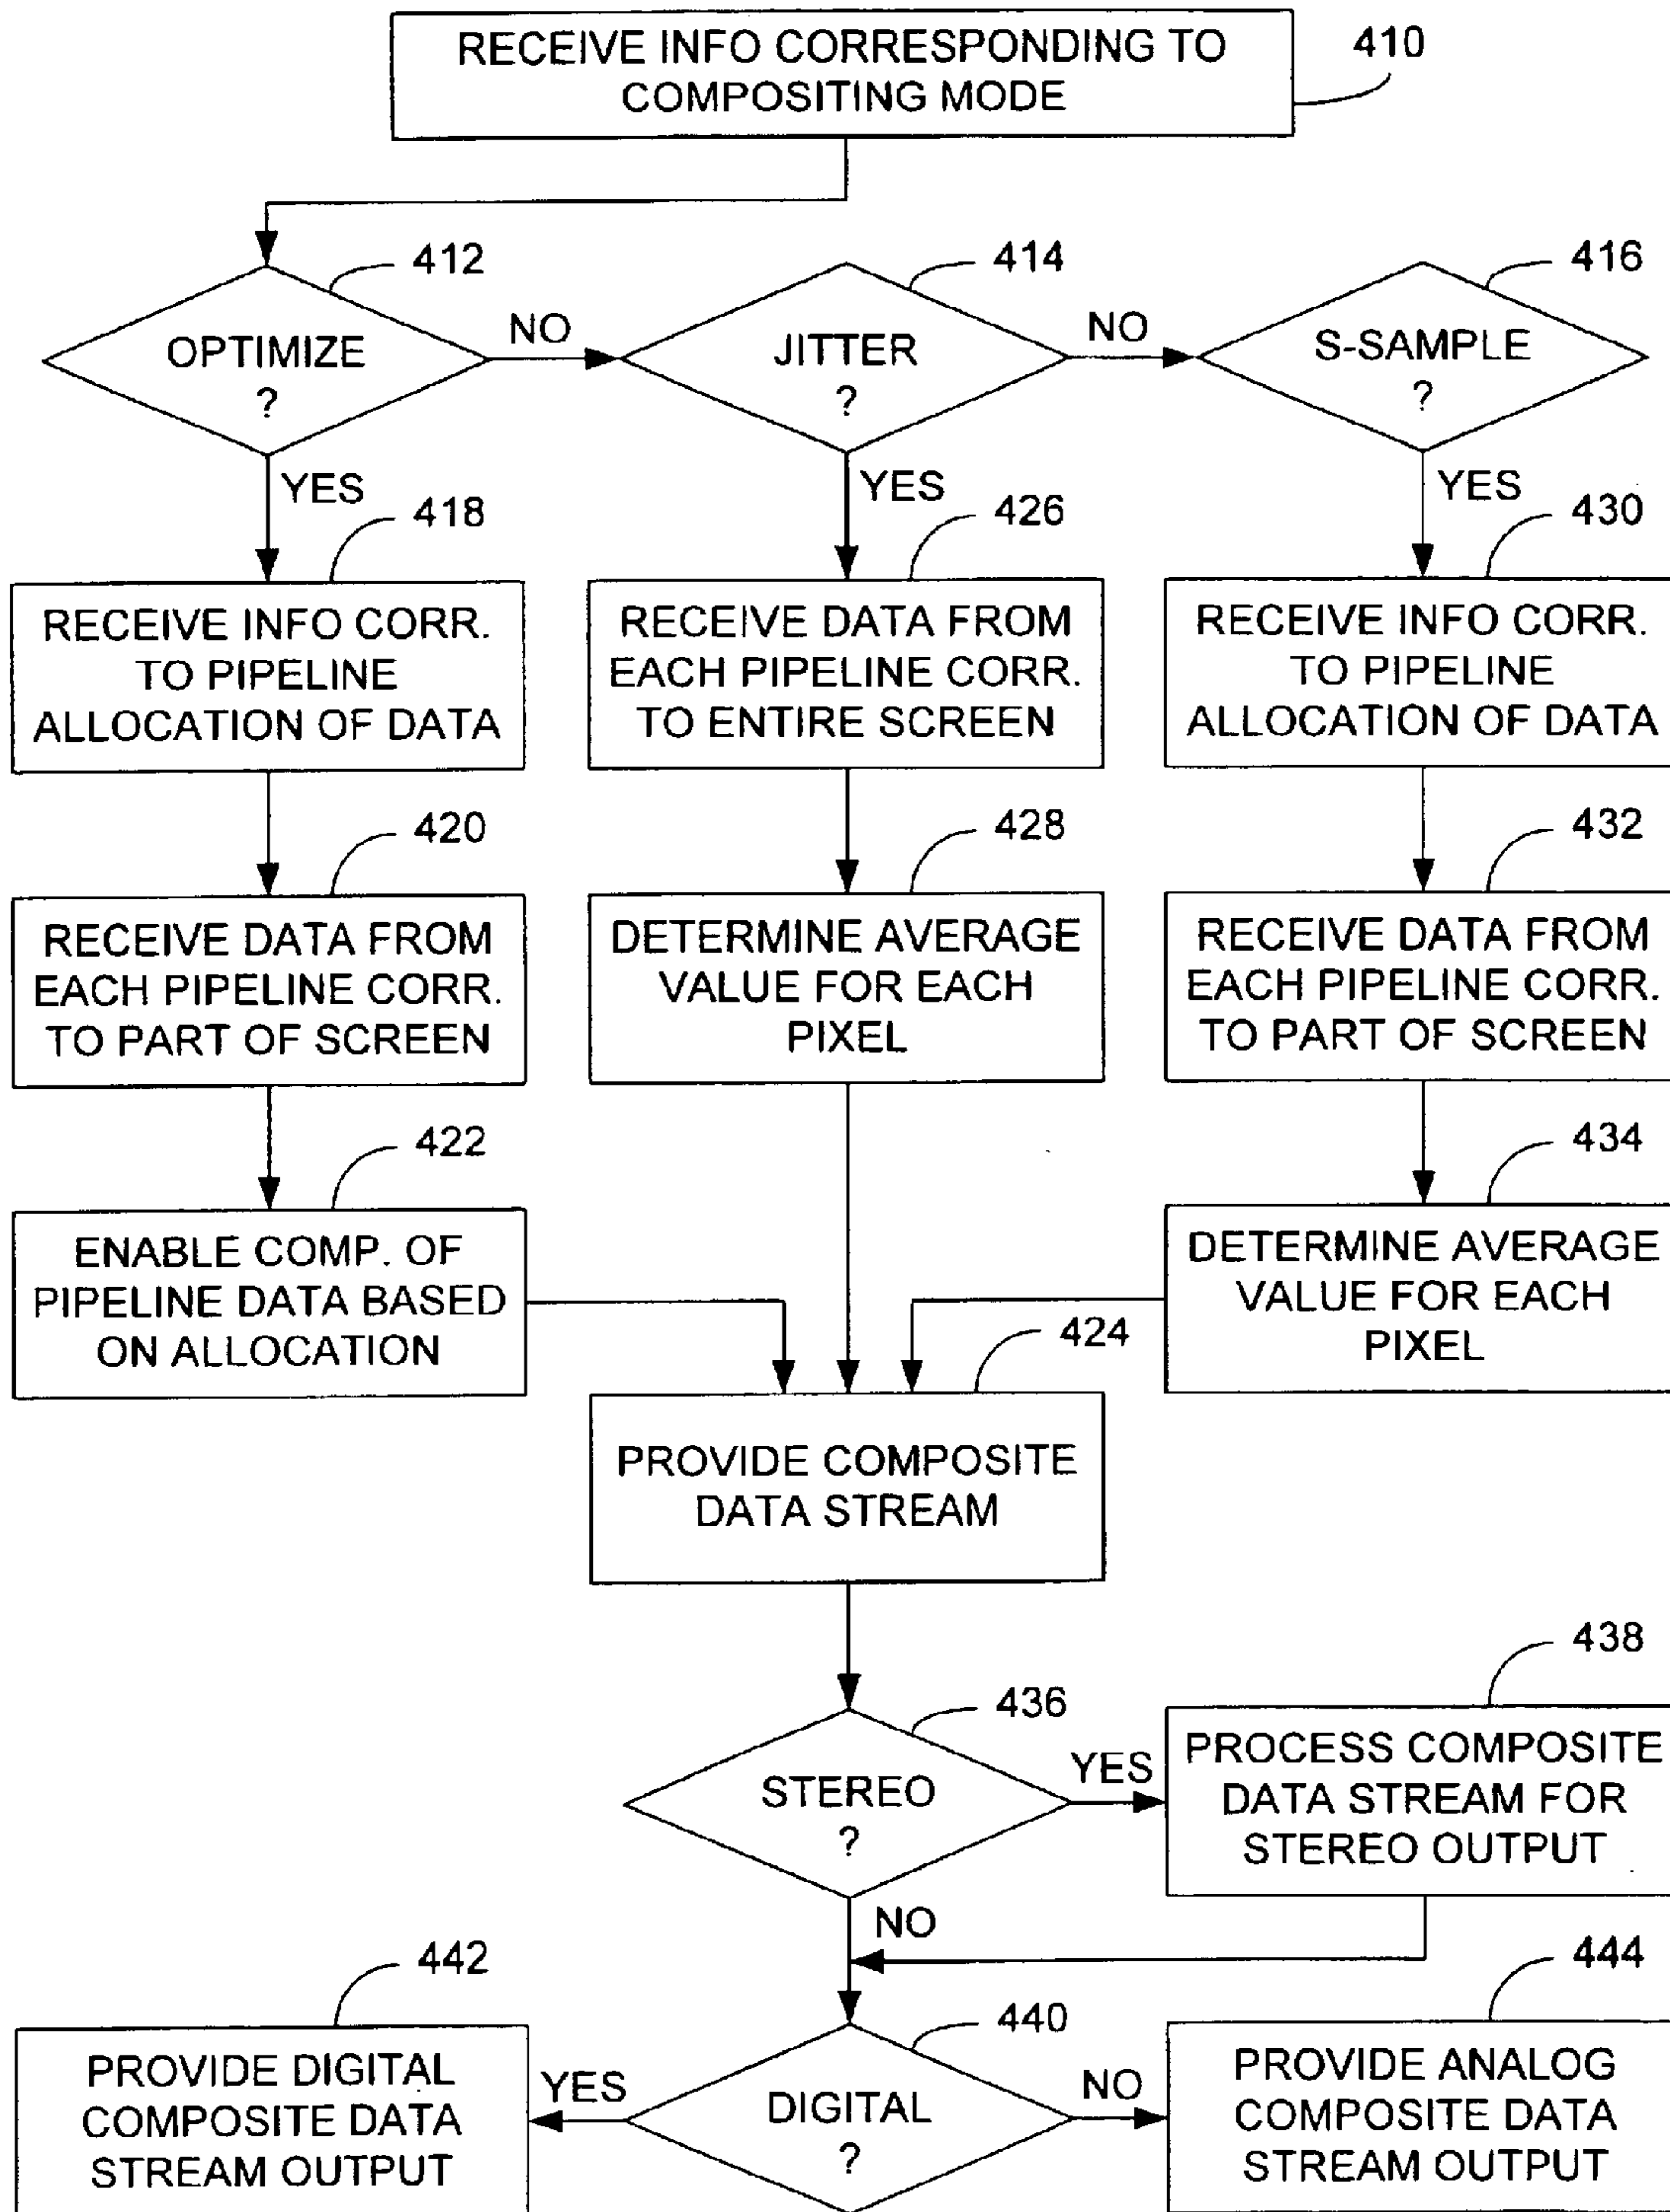 RECEIVE INFO CORRESPONDING TO
COMPOSITING MODE
410
412
OPTIMIZE
?
NO
414
JITTER
?
NO
416
S-SAMPLE
?
YES
YES
YES
418
RECEIVE INFO CORR.
TO PIPELINE
ALLOCATION OF DATA
426
RECEIVE DATA FROM
EACH PIPELINE CORR.
TO ENTIRE SCREEN
430
RECEIVE INFO CORR.
TO PIPELINE
ALLOCATION OF DATA
420
RECEIVE DATA FROM
EACH PIPELINE CORR.
TO PART OF SCREEN
428
DETERMINE AVERAGE
VALUE FOR EACH
PIXEL
432
RECEIVE DATA FROM
EACH PIPELINE CORR.
TO PART OF SCREEN
422
ENABLE COMP. OF
PIPELINE DATA BASED
ON ALLOCATION
434
DETERMINE AVERAGE
VALUE FOR EACH
PIXEL
424
PROVIDE COMPOSITE
DATA STREAM
436
STEREO
?
YES
NO
438
PROCESS COMPOSITE
DATA STREAM FOR
STEREO OUTPUT
440
DIGITAL
?
YES
NO
442
PROVIDE DIGITAL
COMPOSITE DATA
STREAM OUTPUT
444
PROVIDE ANALOG
COMPOSITE DATA
STREAM OUTPUT